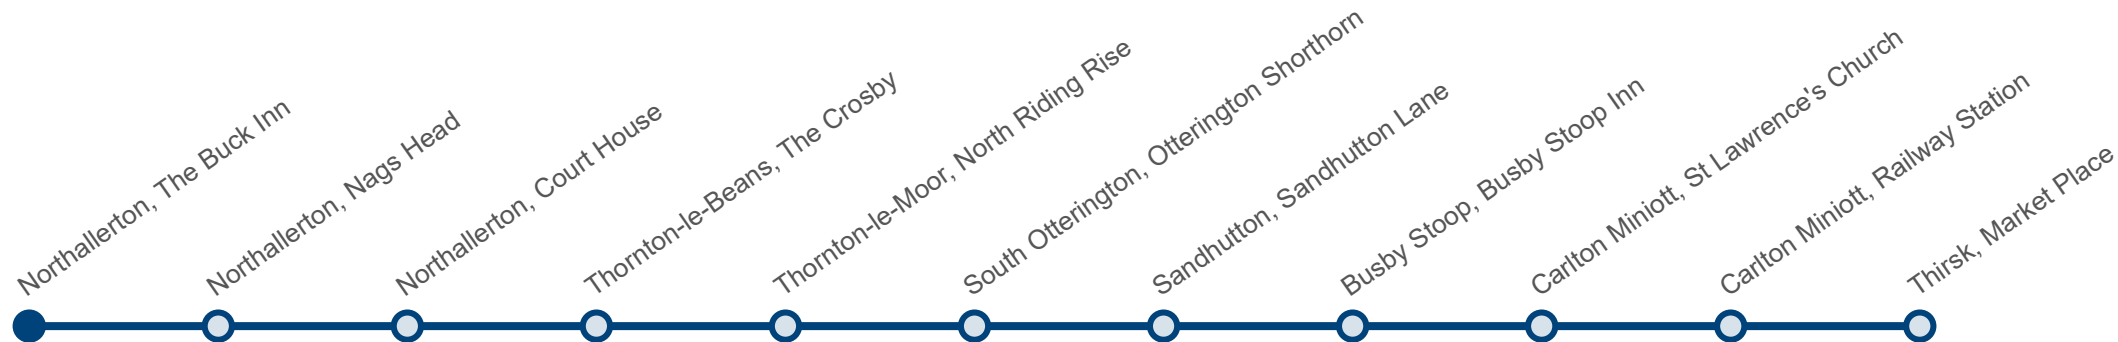 Northallerton, The Buck Inn
Northallerton, Nags Head
Northallerton, Court House
Thornton-le-Beans, The Crosby
Thornton-le-Moor, North Riding Rise
South Otterington, Otterington Shorthorn
Sandhutton, Sandhutton Lane
Busby Stoop, Busby Stoop Inn
Carlton Miniott, St Lawrence's Church
Carlton Miniott, Railway Station
Thirsk, Market Place